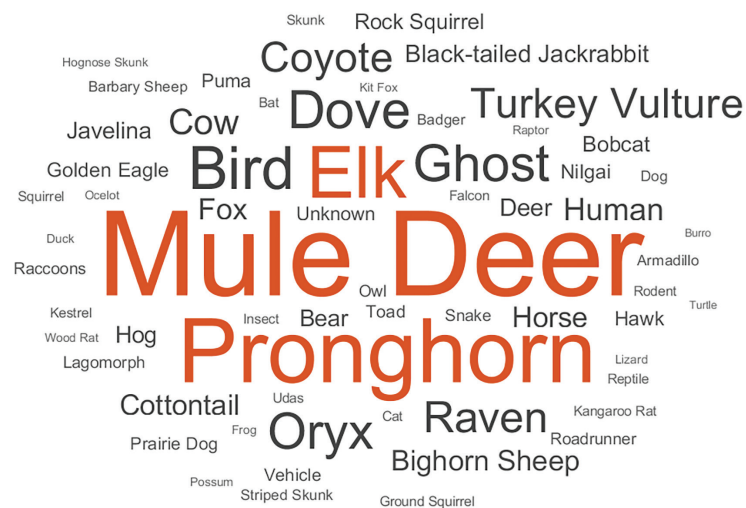 Skunk
Rock Squirrel
Coyote
Black-tailed Jackrabbit
Hognose Skunk
Barbary Sheep
Puma
Kit Fox
Bat
Dove
Turkey Vulture
Javelina
Cow
Badger
Raptor
Bobcat
Golden Eagle
Bird
Elk
Ghost
Nilgai
Dog
Squirrel
Ocelot
Fox
Unknown
Falcon
Deer
Human
Duck
Mule Deer
Burro
Raccoons
Armadillo
Owl
Rodent
Kestrel
Insect
Bear
Toad
Snake
Horse
Hawk
Turtle
Wood Rat
Hog
Pronghorn
Lagomorph
Lizard
Reptile
Cottontail
Udas
Cat
Raven
Kangaroo Rat
Frog
Oryx
Prairie Dog
Roadrunner
Bighorn Sheep
Possum
Vehicle
Striped Skunk
Ground Squirrel